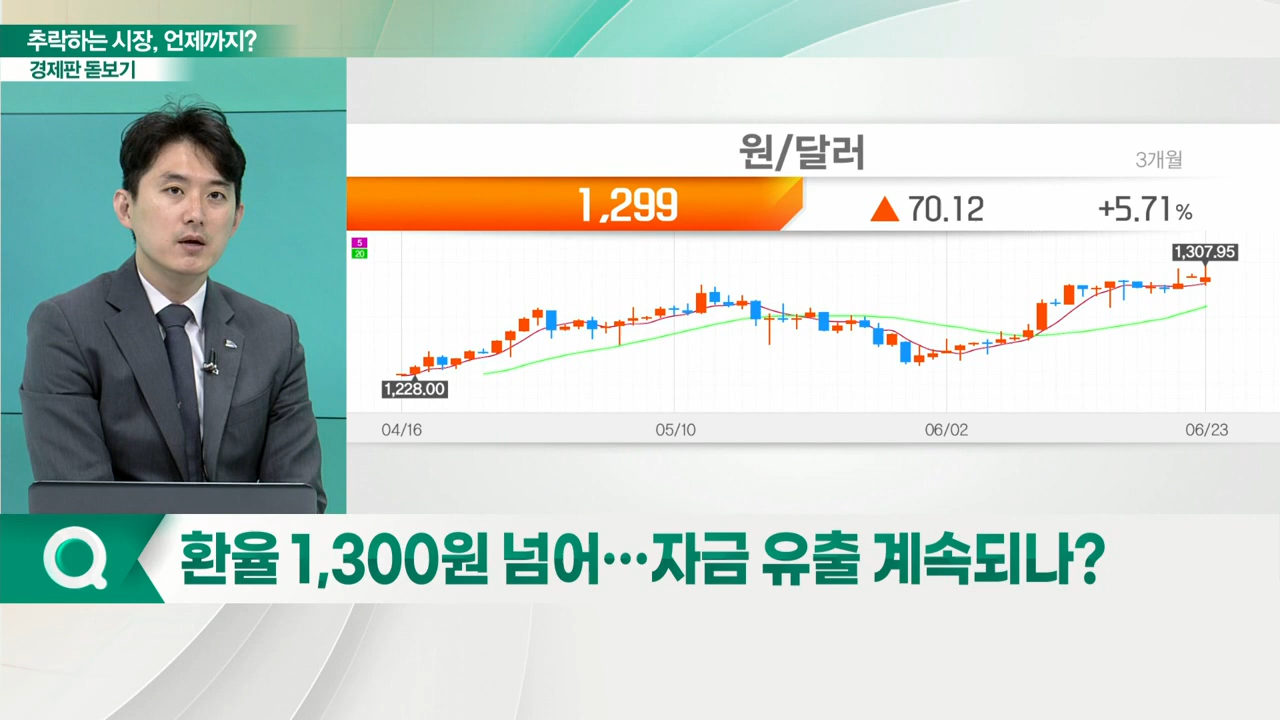 추락하는 시장, 언제까지?
경제판 돋보기
원/달러
3개월
1,299
▲ 70.12
+5.71%
5
20
1,307.95
1,228.00
04/16
05/10
06/02
06/23
환율 1,300원 넘어…자금 유출 계속되나?